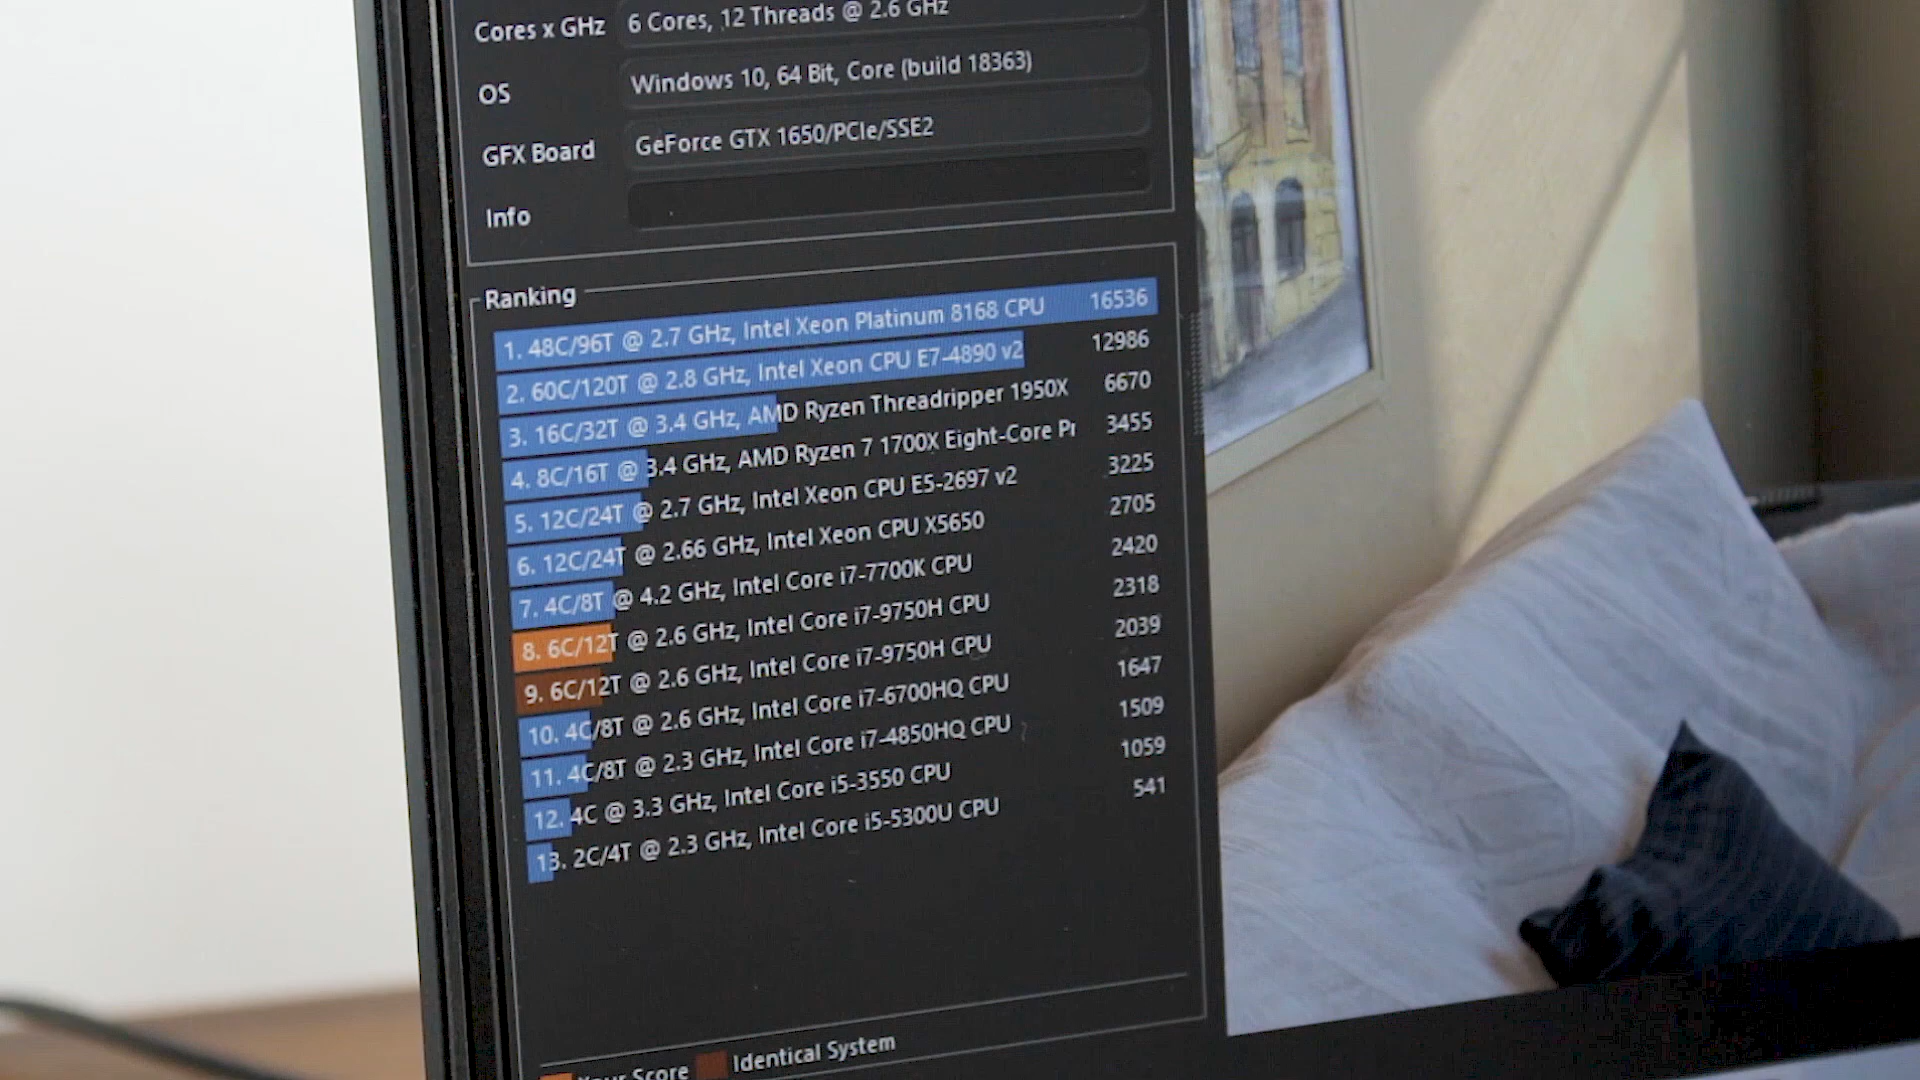 Cores x GHz 6 Cores, 12 Threads @ 2.6 GHz
OS Windows 10, 64 Bit, Core (build 18363)
GFX Board GeForce GTX 1650/PCIe/SSE2
Info
Ranking
1. 48C/96T @ 2.7 GHz, Intel Xeon Platinum 8168 CPU 16536
2. 60C/120T @ 2.8 GHz, Intel Xeon CPU E7-4890 v2 12986
3. 16C/32T @ 3.4 GHz, AMD Ryzen Threadripper 1950X 6670
4. 8C/16T @ 3.4 GHz, AMD Ryzen 7 1700X Eight-Core Pr 3455
5. 12C/24T @ 2.7 GHz, Intel Xeon CPU E5-2697 v2 3225
6. 12C/24T @ 2.66 GHz, Intel Xeon CPU X5650 2705
7. 4C/8T @ 4.2 GHz, Intel Core i7-7700K CPU 2420
8. 6C/12T @ 2.6 GHz, Intel Core i7-9750H CPU 2318
9. 6C/12T @ 2.6 GHz, Intel Core i7-9750H CPU 2039
10. 4C/8T @ 2.6 GHz, Intel Core i7-6700HQ CPU 1647
11. 4C/8T @ 2.3 GHz, Intel Core i7-4850HQ CPU 1509
12. 4C @ 3.3 GHz, Intel Core i5-3550 CPU 1059
13. 2C/4T @ 2.3 GHz, Intel Core i5-5300U CPU 541
Your Score Identical System